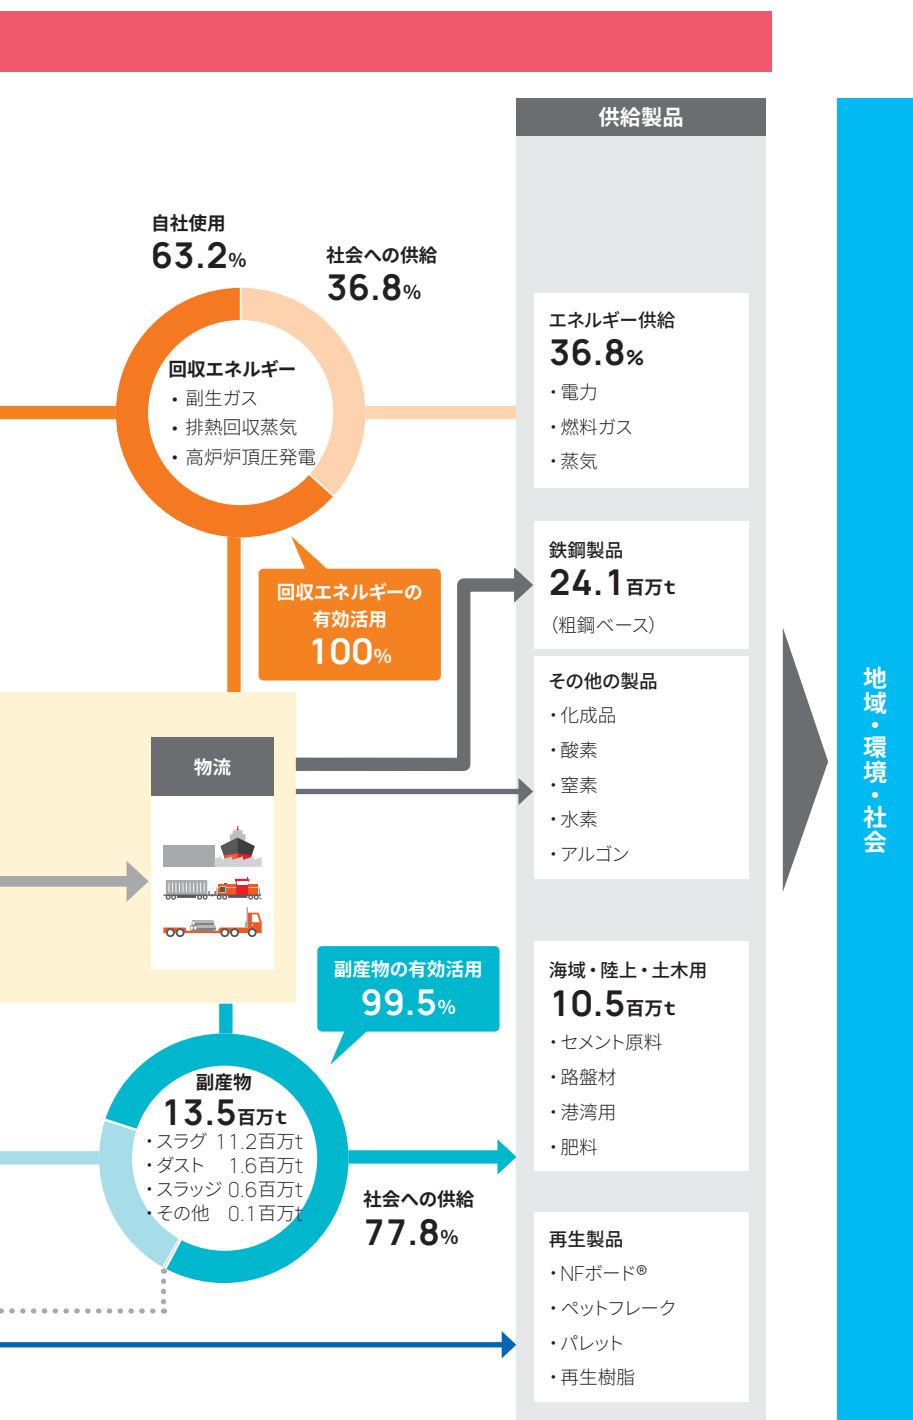 供給製品
自社使用
63.2%
社会への供給
36.8%
回収エネルギー
・副生ガス
・排熱回収蒸気
・高炉炉頂圧発電
回収エネルギーの
有効活用
100%
エネルギー供給
36.8%
・電力
・燃料ガス
・蒸気
鉄鋼製品
24.1百万t
（粗鋼ベース）
その他の製品
・化成品
・酸素
・窒素
・水素
・アルゴン
物流
地域・環境・社会
副産物の有効活用
99.5%
副産物
13.5百万t
・スラグ 11.2百万t
・ダスト 1.6百万t
・スラッジ 0.6百万t
・その他 0.1百万t
社会への供給
77.8%
海域・陸上・土木用
10.5百万t
・セメント原料
・路盤材
・港湾用
・肥料
再生製品
・NFボード®
・ペットフレーク
・パレット
・再生樹脂